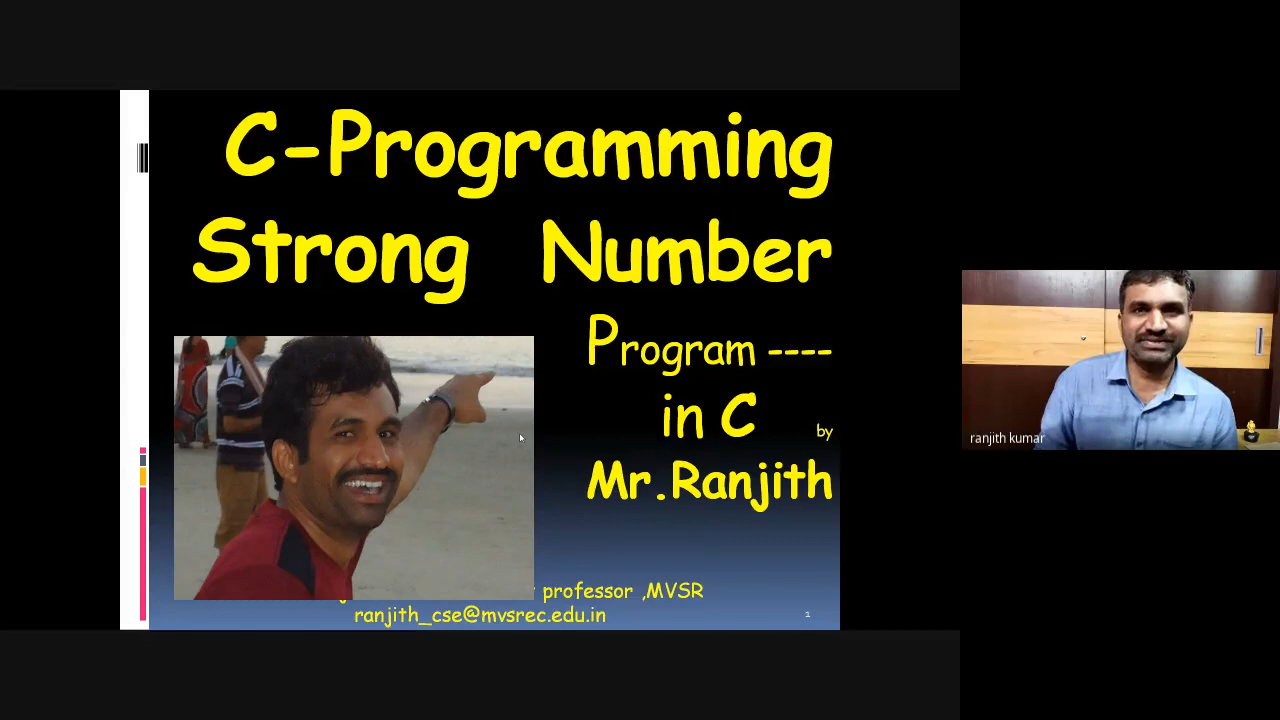 C-Programming
Strong Number
Program ----
in C by
Mr.Ranjith
professor ,MVSR
ranjith_cse@mvsrec.edu.in
1
ranjith kumar